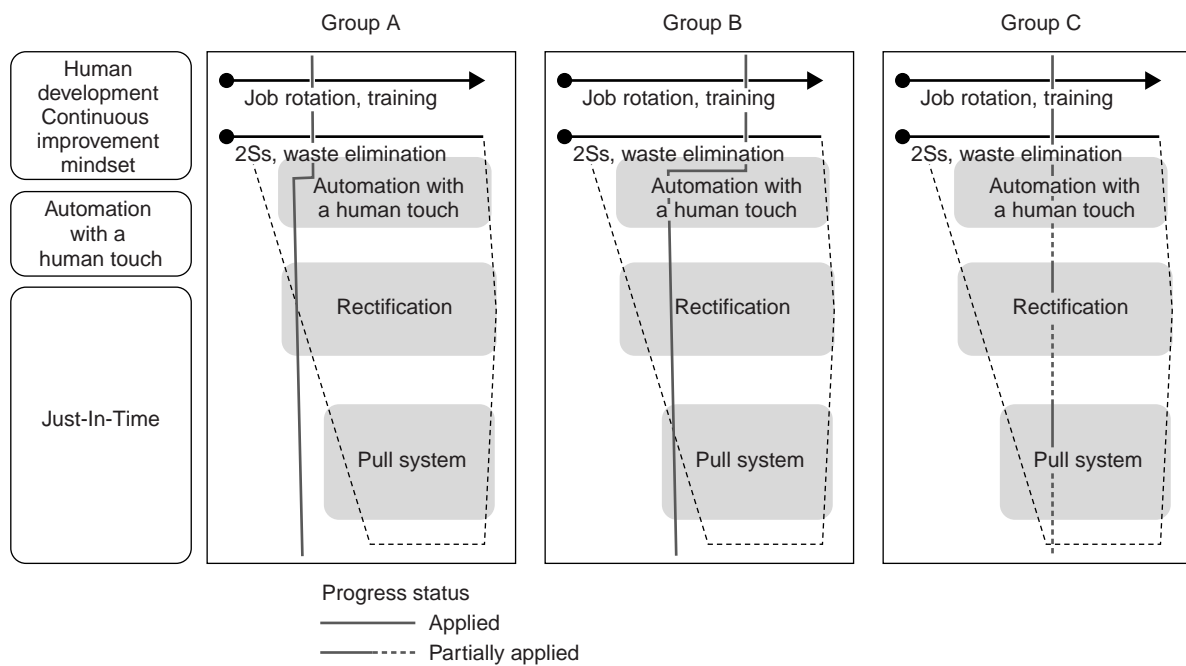 Group A
Group B
Group C
Human
development
Continuous
improvement
mindset
Automation
with a
human touch
Just-In-Time
Job rotation, training
2Ss, waste elimination
Automation with
a human touch
Rectification
Pull system
Job rotation, training
2Ss, waste elimination
Automation with
a human touch
Rectification
Pull system
Job rotation, training
2Ss, waste elimination
Automation with
a human touch
Rectification
Pull system
Progress status
Applied
Partially applied